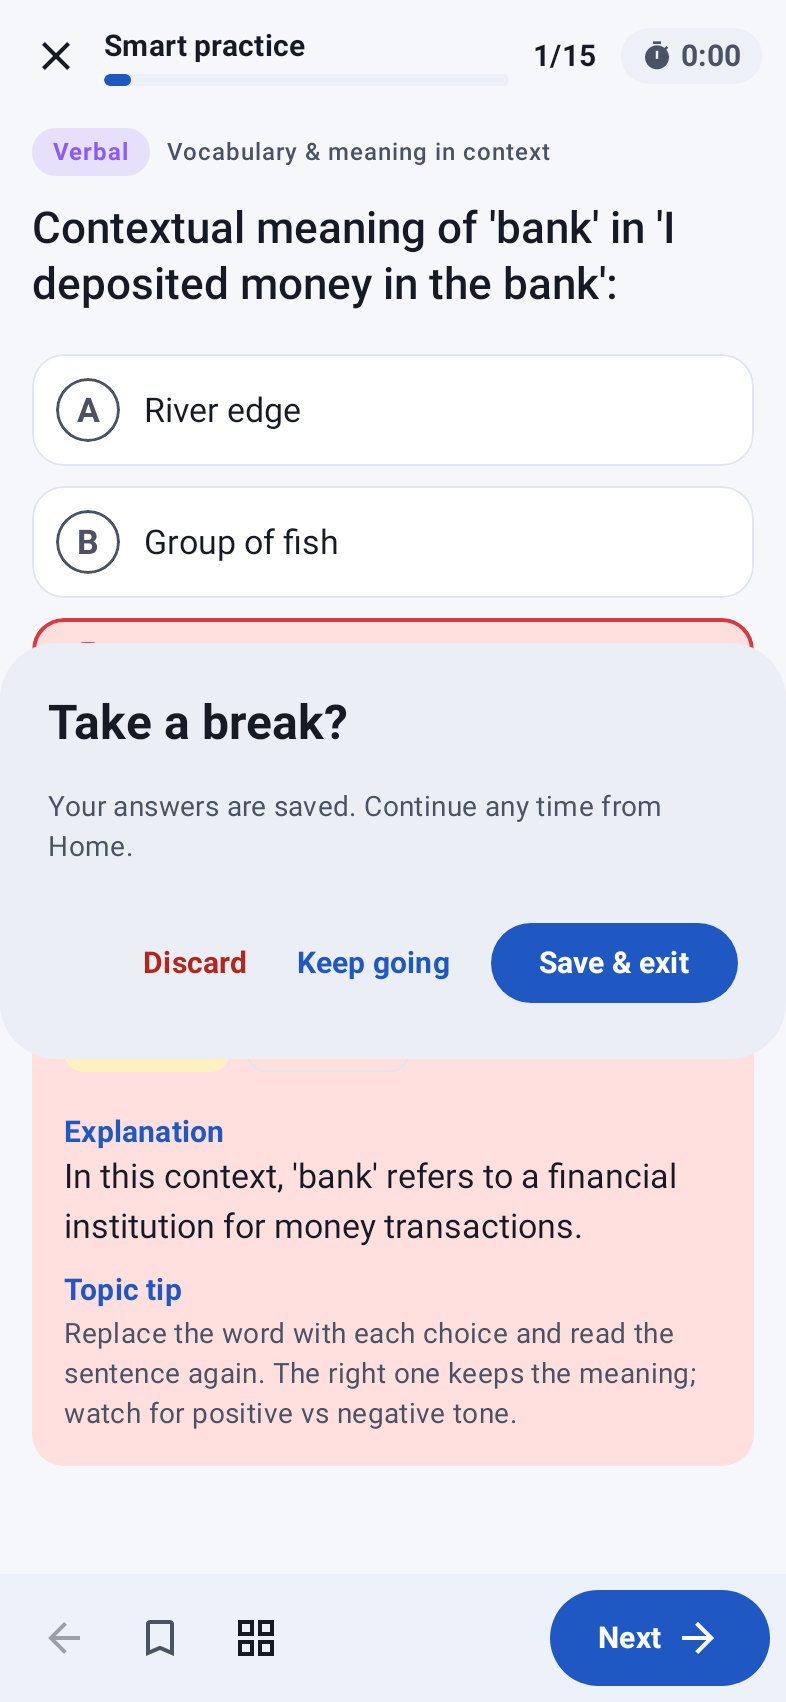 Smart practice
1/15
0:00
Verbal
Vocabulary & meaning in context
Contextual meaning of 'bank' in 'I
deposited money in the bank':
A
River edge
B
Group of fish
Take a break?
Your answers are saved. Continue any time from
Home.
Discard
Keep going
Save & exit
Explanation
In this context, 'bank' refers to a financial
institution for money transactions.
Topic tip
Replace the word with each choice and read the
sentence again. The right one keeps the meaning;
watch for positive vs negative tone.
Next